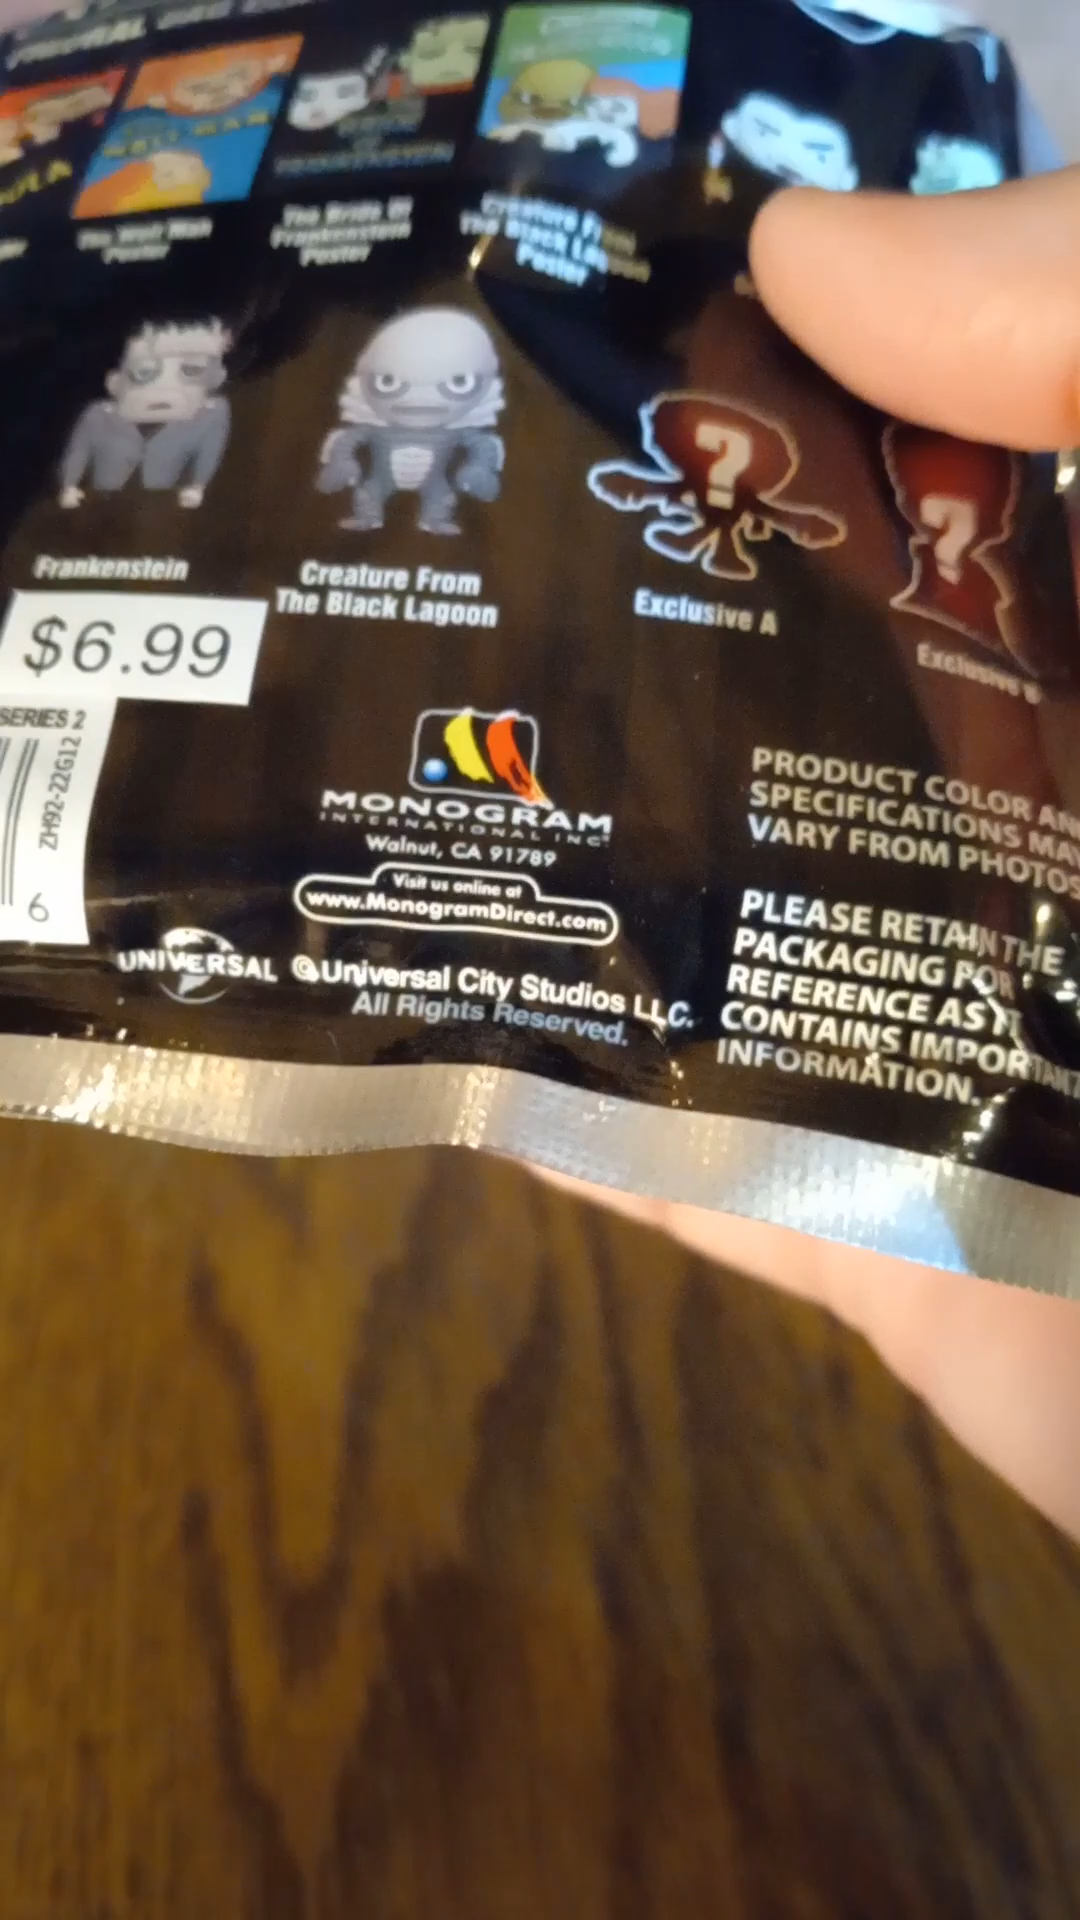 The Wolf Man
Poster
The Bride Of
Frankenstein
Poster
Creature From
The Black Lagoon
Poster
?
?
Frankenstein
Creature From
The Black Lagoon
Exclusive A
Exclusive
$6.99
SERIES 2
ZH92-22G12
6
MONOGRAM
INTERNATIONAL INC
Walnut, CA 91789
Visit us online at
www.MonogramDirect.com
UNIVERSAL © Universal City Studios LLC.
All Rights Reserved.
PRODUCT COLOR AN
SPECIFICATIONS MA
VARY FROM PHOTOS
PLEASE RETAIN THE
PACKAGING FOR
REFERENCE AS IT
CONTAINS IMPORTANT
INFORMATION.